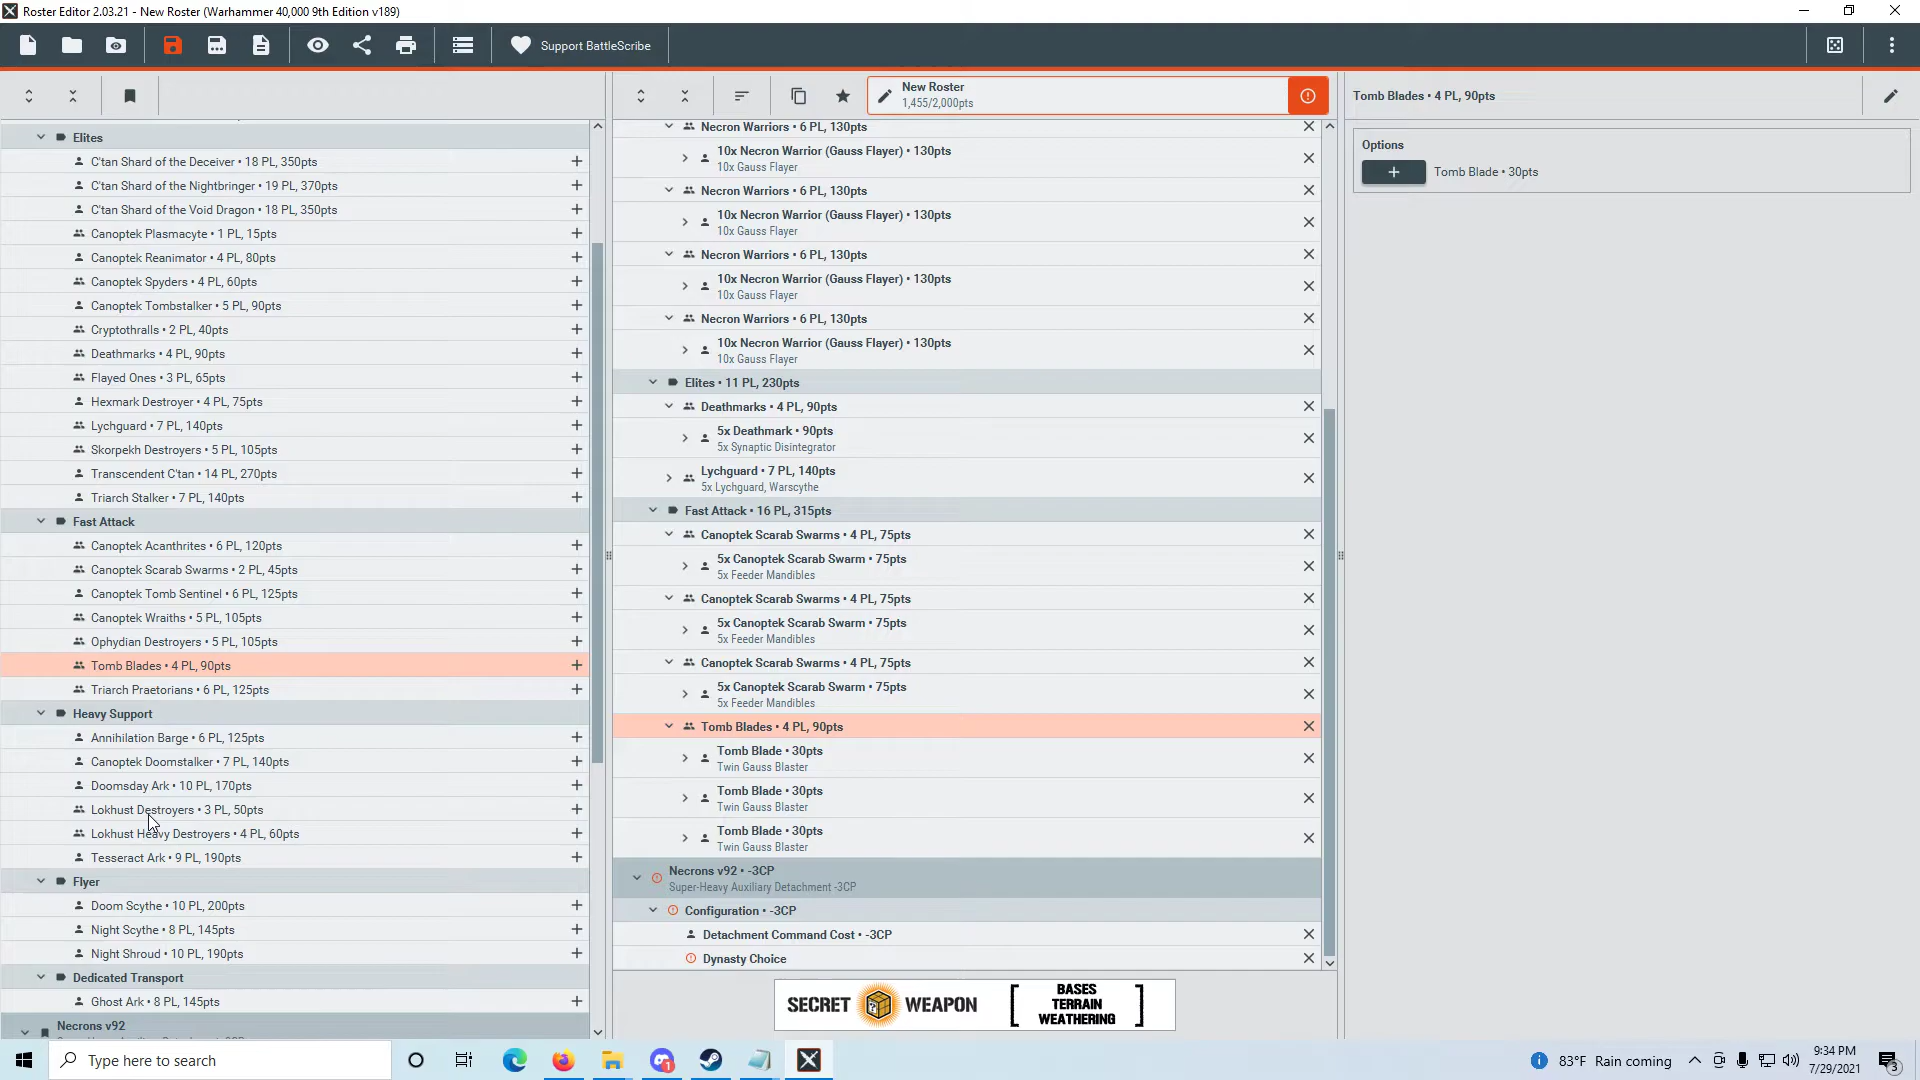 Roster Editor 2.03.21 - New Roster (Warhammer 40,000 9th Edition v189)
Support BattleScribe
New Roster
1,455/2,000pts
Tomb Blades • 4 PL, 90pts
Elites
C'tan Shard of the Deceiver • 18 PL, 350pts
C'tan Shard of the Nightbringer • 19 PL, 370pts
C'tan Shard of the Void Dragon • 18 PL, 350pts
Canoptek Plasmacyte • 1 PL, 15pts
Canoptek Reanimator • 4 PL, 80pts
Canoptek Spyders • 4 PL, 60pts
Canoptek Tombstalker • 5 PL, 90pts
Cryptothralls • 2 PL, 40pts
Deathmarks • 4 PL, 90pts
Flayed Ones • 3 PL, 65pts
Hexmark Destroyer • 4 PL, 75pts
Lychguard • 7 PL, 140pts
Skorpekh Destroyers • 5 PL, 105pts
Transcendent C'tan • 14 PL, 270pts
Triarch Stalker • 7 PL, 140pts
Fast Attack
Canoptek Acanthrites • 6 PL, 120pts
Canoptek Scarab Swarms • 2 PL, 45pts
Canoptek Tomb Sentinel • 6 PL, 125pts
Canoptek Wraiths • 5 PL, 105pts
Ophydian Destroyers • 5 PL, 105pts
Tomb Blades • 4 PL, 90pts
Triarch Praetorians • 6 PL, 125pts
Heavy Support
Annihilation Barge • 6 PL, 125pts
Canoptek Doomstalker • 7 PL, 140pts
Doomsday Ark • 10 PL, 170pts
Lokhust Destroyers • 3 PL, 50pts
Lokhust Heavy Destroyers • 4 PL, 60pts
Tesseract Ark • 9 PL, 190pts
Flyer
Doom Scythe • 10 PL, 200pts
Night Scythe • 8 PL, 145pts
Night Shroud • 10 PL, 190pts
Dedicated Transport
Ghost Ark • 8 PL, 145pts
Necrons v92
Necron Warriors • 6 PL, 130pts
10x Necron Warrior (Gauss Flayer) • 130pts
10x Gauss Flayer
Necron Warriors • 6 PL, 130pts
10x Necron Warrior (Gauss Flayer) • 130pts
10x Gauss Flayer
Necron Warriors • 6 PL, 130pts
10x Necron Warrior (Gauss Flayer) • 130pts
10x Gauss Flayer
Necron Warriors • 6 PL, 130pts
10x Necron Warrior (Gauss Flayer) • 130pts
10x Gauss Flayer
Elites • 11 PL, 230pts
Deathmarks • 4 PL, 90pts
5x Deathmark • 90pts
5x Synaptic Disintegrator
Lychguard • 7 PL, 140pts
5x Lychguard, Warscythe
Fast Attack • 16 PL, 315pts
Canoptek Scarab Swarms • 4 PL, 75pts
5x Canoptek Scarab Swarm • 75pts
5x Feeder Mandibles
Canoptek Scarab Swarms • 4 PL, 75pts
5x Canoptek Scarab Swarm • 75pts
5x Feeder Mandibles
Canoptek Scarab Swarms • 4 PL, 75pts
5x Canoptek Scarab Swarm • 75pts
5x Feeder Mandibles
Tomb Blades • 4 PL, 90pts
Tomb Blade • 30pts
Twin Gauss Blaster
Tomb Blade • 30pts
Twin Gauss Blaster
Tomb Blade • 30pts
Twin Gauss Blaster
Necrons v92 • -3CP
Super-Heavy Auxiliary Detachment -3CP
Configuration • -3CP
Detachment Command Cost • -3CP
Dynasty Choice
SECRET WEAPON
BASES
TERRAIN
WEATHERING
Options
Tomb Blade • 30pts
Type here to search
1
83°F Rain coming
9:34 PM
7/29/2021
3